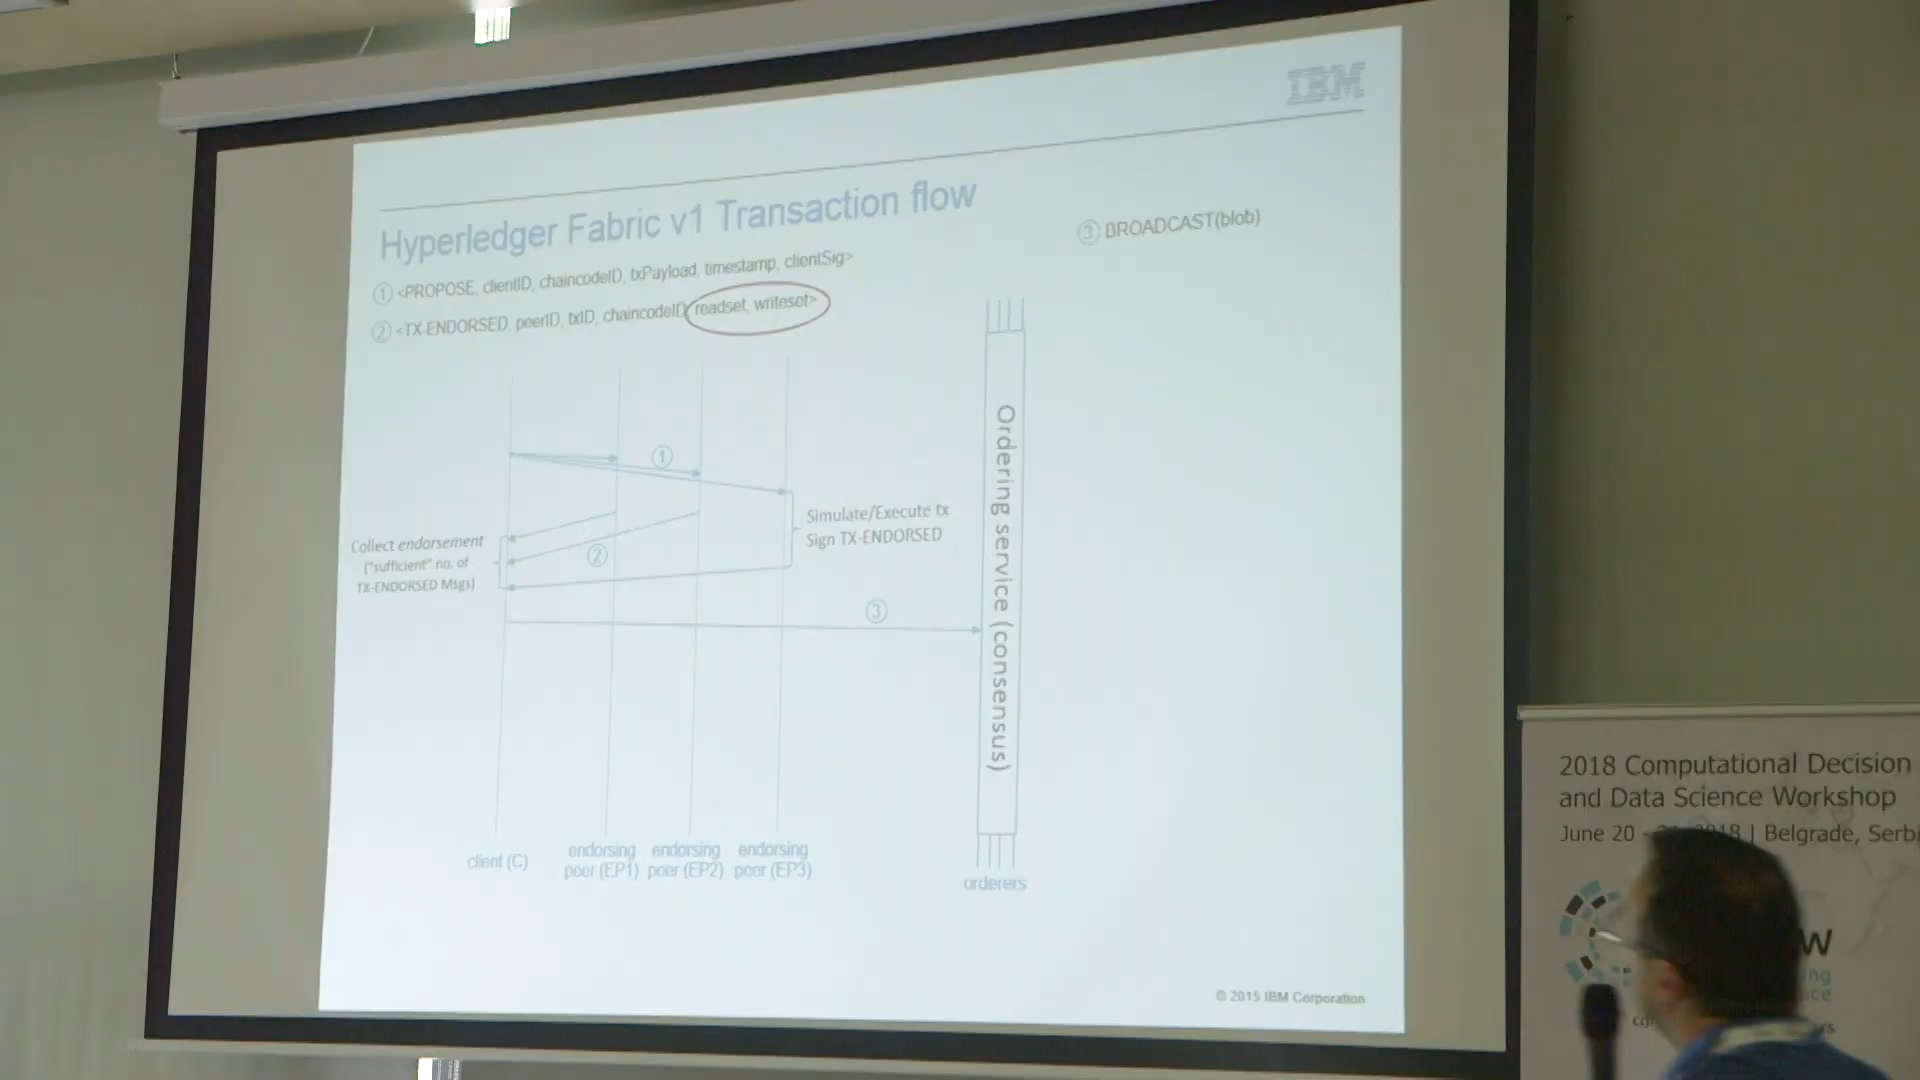 IBM
Hyperledger Fabric v1 Transaction flow
① <PROPOSE, clientID, chaincodeID, txPayload, timestamp, clientSig>
② <TX-ENDORSED, peerID, txID, chaincodeID, readset, writeset>
③ BROADCAST(blob)
①
Simulate/Execute tx
Sign TX-ENDORSED
Collect endorsement
("sufficient" no. of
TX-ENDORSED Msgs)
②
③
Ordering service (consensus)
client (C)
endorsing
peer (EP1)
endorsing
peer (EP2)
endorsing
peer (EP3)
orderers
© 2015 IBM Corporation
2018 Computational Decision
and Data Science Workshop
June 20 - 2018 | Belgrade,